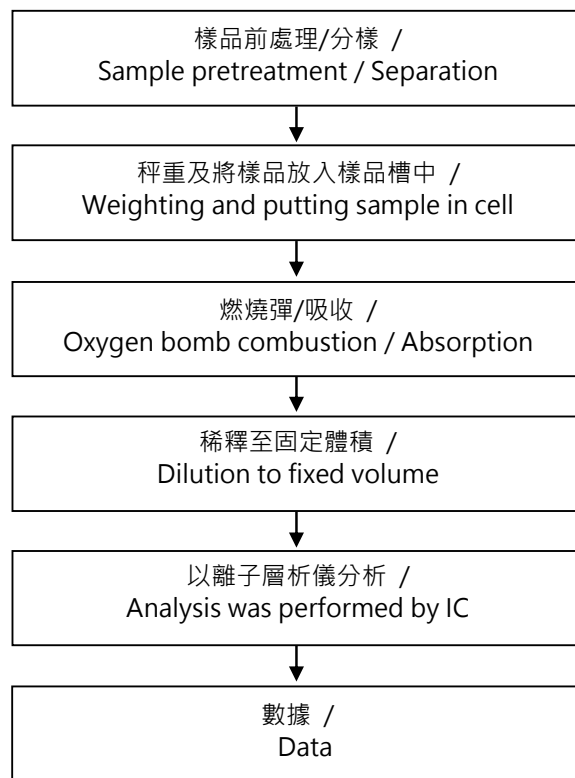 樣品前處理/分樣 /
Sample pretreatment / Separation
秤重及將樣品放入樣品槽中 /
Weighting and putting sample in cell
燃燒彈/吸收 /
Oxygen bomb combustion / Absorption
稀釋至固定體積 /
Dilution to fixed volume
以離子層析儀分析 /
Analysis was performed by IC
數據 /
Data